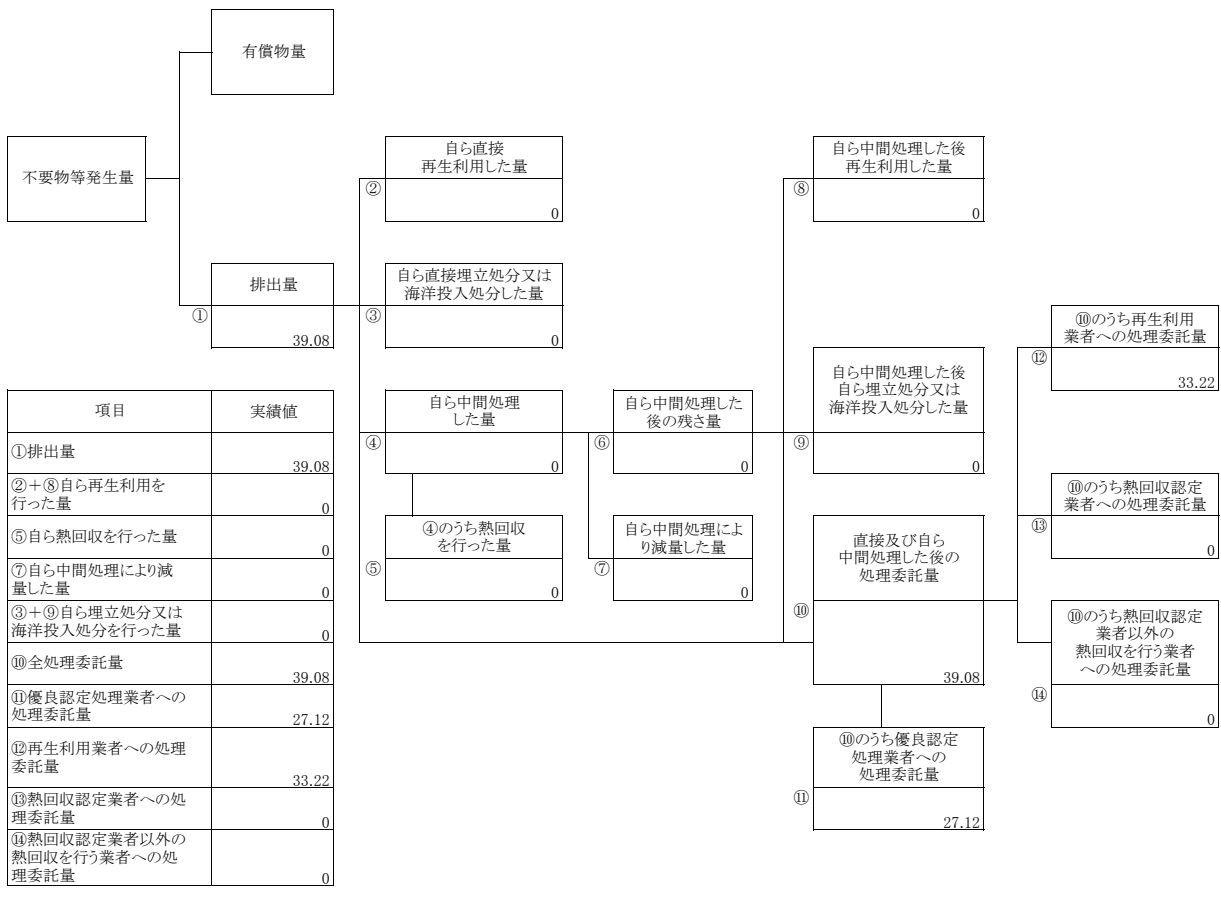 有償物量
不要物等発生量
排出量
①
39.08
自ら直接
再生利用した量
②
0
自ら直接埋立処分又は
海洋投入処分した量
③
0
自ら中間処理
した量
④
0
④のうち熱回収
を行った量
⑤
0
自ら中間処理した
後の残さ量
⑥
0
自ら中間処理によ
り減量した量
⑦
0
自ら中間処理した後
再生利用した量
⑧
0
自ら中間処理した後
自ら埋立処分又は
海洋投入処分した量
⑨
0
直接及び自ら
中間処理した後の
処理委託量
⑩
39.08
⑩のうち優良認定
処理業者への
処理委託量
⑪
27.12
⑩のうち再生利用
業者への処理委託量
⑫
33.22
⑩のうち熱回収認定
業者への処理委託量
⑬
0
⑩のうち熱回収認定
業者以外の
熱回収を行う業者
への処理委託量
⑭
0
項目 実績値
①排出量
39.08
②＋⑧自ら再生利用を
行った量
0
⑤自ら熱回収を行った量
0
⑦自ら中間処理により減
量した量
0
③＋⑨自ら埋立処分又は
海洋投入処分を行った量
0
⑩全処理委託量
39.08
⑪優良認定処理業者への
処理委託量
27.12
⑫再生利用業者への処理
委託量
33.22
⑬熱回収認定業者への処
理委託量
0
⑭熱回収認定業者以外の
熱回収を行う業者への処
理委託量
0